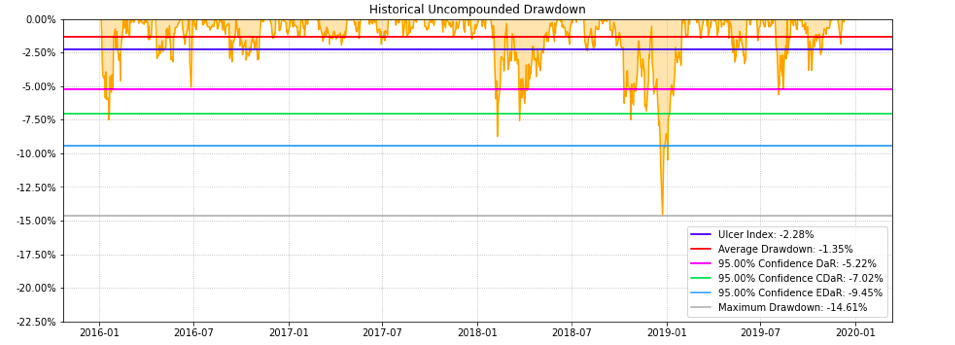 Historical Uncompounded Drawdown
0.00%
-2.50%
-5.00%
-7.50%
-10.00%
-12.50%
-15.00%
-17.50%
-20.00%
-22.50%
Ulcer Index: -2.28%
Average Drawdown: -1.35%
95.00% Confidence DaR: -5.22%
95.00% Confidence CDaR: -7.02%
95.00% Confidence EDaR: -9.45%
Maximum Drawdown: -14.61%
2016-01 2016-07 2017-01 2017-07 2018-01 2018-07 2019-01 2019-07 2020-01